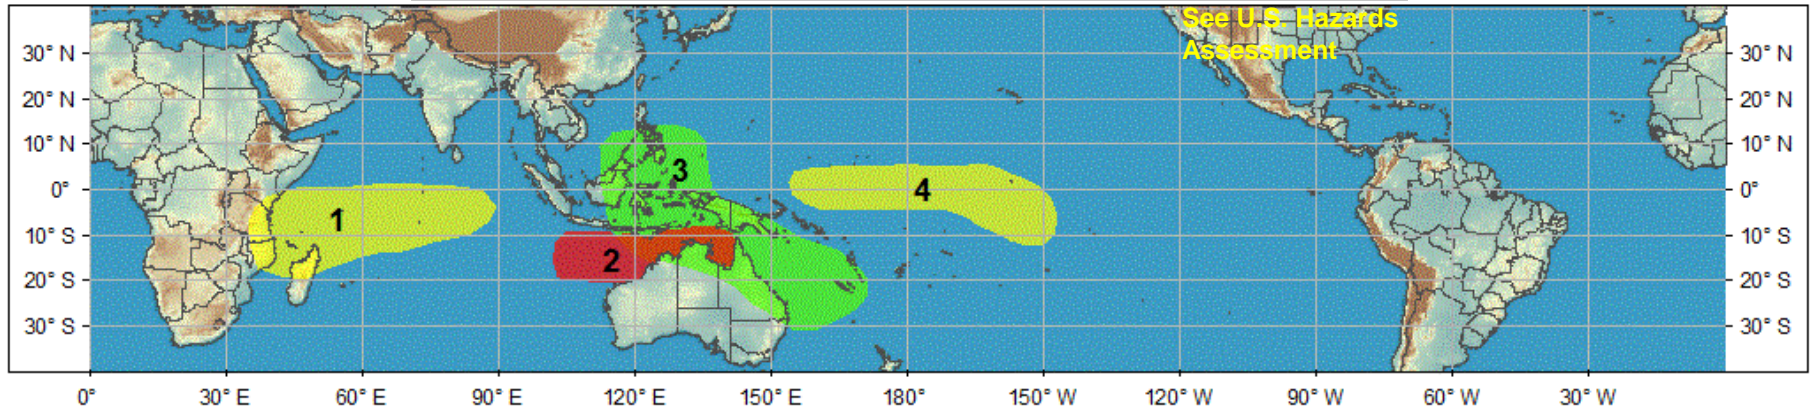 See U.S. Hazards
Assessment
30° N
30° N
20° N
20° N
10° N
10° N
3
0°
4
0°
1
10° S
10° S
2
20° S
20° S
30° S
30° S
0°
30° E
60° E
90° E
120° E
150° E
180°
150° W
120° W
90° W
60° W
30° W